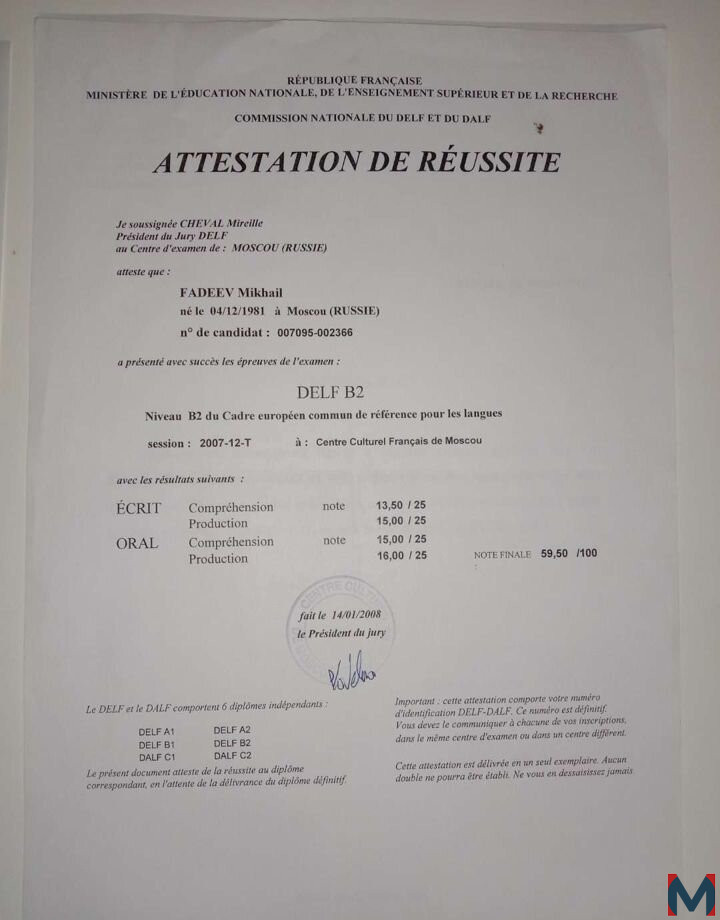 RÉPUBLIQUE FRANÇAISE
MINISTÈRE DE L'ÉDUCATION NATIONALE, DE L'ENSEIGNEMENT SUPÉRIEUR ET DE LA RECHERCHE
COMMISSION NATIONALE DU DELF ET DU DALF
ATTESTATION DE RÉUSSITE
Je soussignée CHEVAL Mireille
Président du Jury DELF
au Centre d'examen de : MOSCOU (RUSSIE)
atteste que :
FADEEV Mikhail
né le 04/12/1981 à Moscou (RUSSIE)
n° de candidat : 007095-002366
a présenté avec succès les épreuves de l'examen :
DELF B2
Niveau B2 du Cadre européen commun de référence pour les langues
session : 2007-12-T à : Centre Culturel Français de Moscou
avec les résultats suivants :
ÉCRIT Compréhension note 13,50 / 25
Production 15,00 / 25
ORAL Compréhension note 15,00 / 25
Production 16,00 / 25 NOTE FINALE : 59,50 /100
CENTRE
fait le 14/01/2008
le Président du jury
Le DELF et le DALF comportent 6 diplômes indépendants :
DELF A1 DELF A2
DELF B1 DELF B2
DALF C1 DALF C2
Le présent document atteste de la réussite au diplôme
correspondant, en l'attente de la délivrance du diplôme définitif.
Important : cette attestation comporte votre numéro
d'identification DELF-DALF. Ce numéro est définitif.
Vous devez le communiquer à chacune de vos inscriptions,
dans le même centre d'examen ou dans un centre différent.
Cette attestation est délivrée en un seul exemplaire. Aucun
double ne pourra être établi. Ne vous en dessaisissez jamais
M